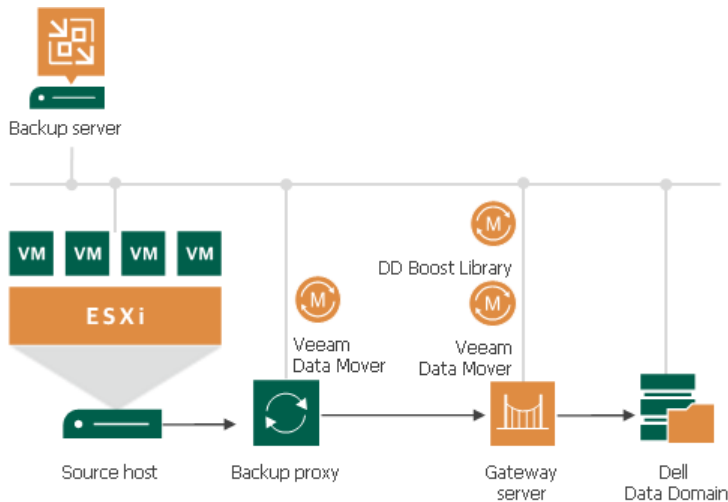 Backup server
VM VM VM VM
DD Boost Library
ESXi
Veeam
Data Mover
Veeam
Data Mover
Source host
Backup proxy
Gateway
server
Dell
Data Domain
M
M
M